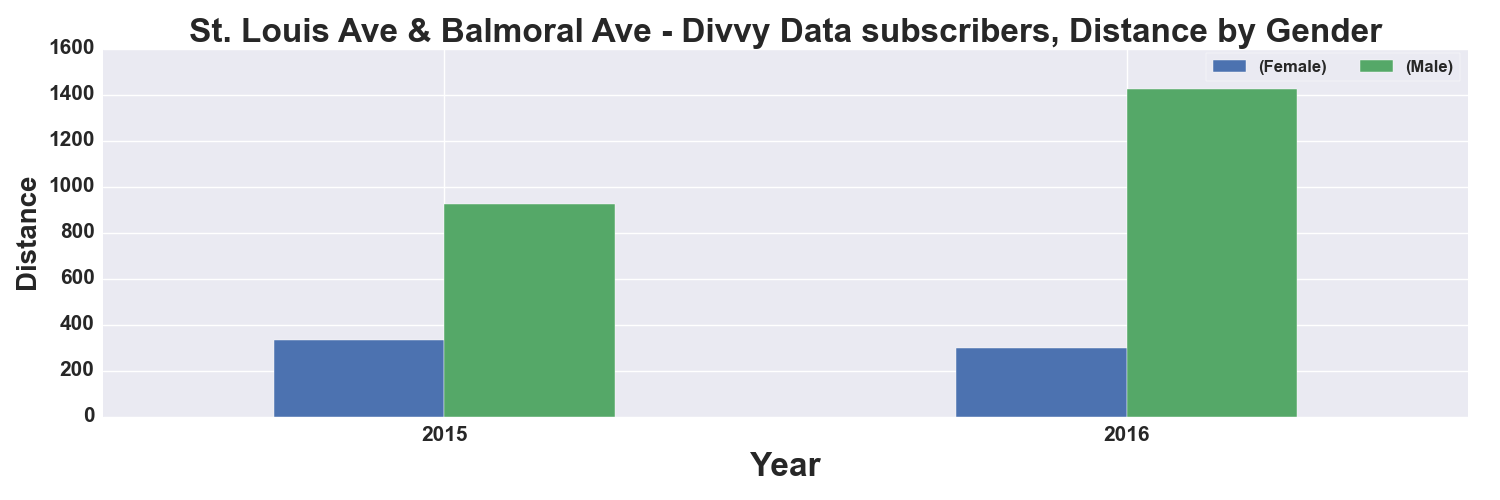 St. Louis Ave & Balmoral Ave - Divvy Data subscribers, Distance by Gender
(Female) (Male)
Distance
1600
1400
1200
1000
800
600
400
200
0
2015 2016
Year